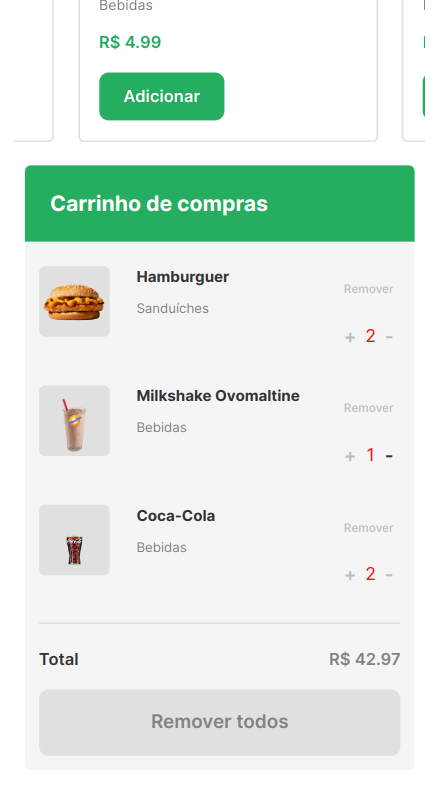 Bebidas
R$ 4.99
Adicionar
Carrinho de compras
Hamburguer
Sanduíches
Remover
+ 2 -
Milkshake Ovomaltine
Bebidas
Remover
+ 1 -
Coca-Cola
Bebidas
Remover
+ 2 -
Total
R$ 42.97
Remover todos